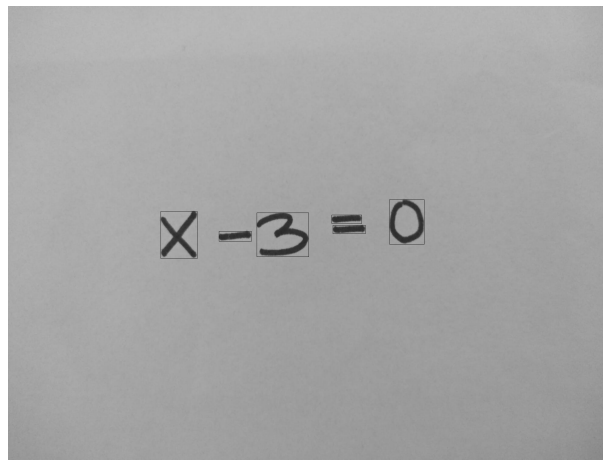 x - 3 = 0